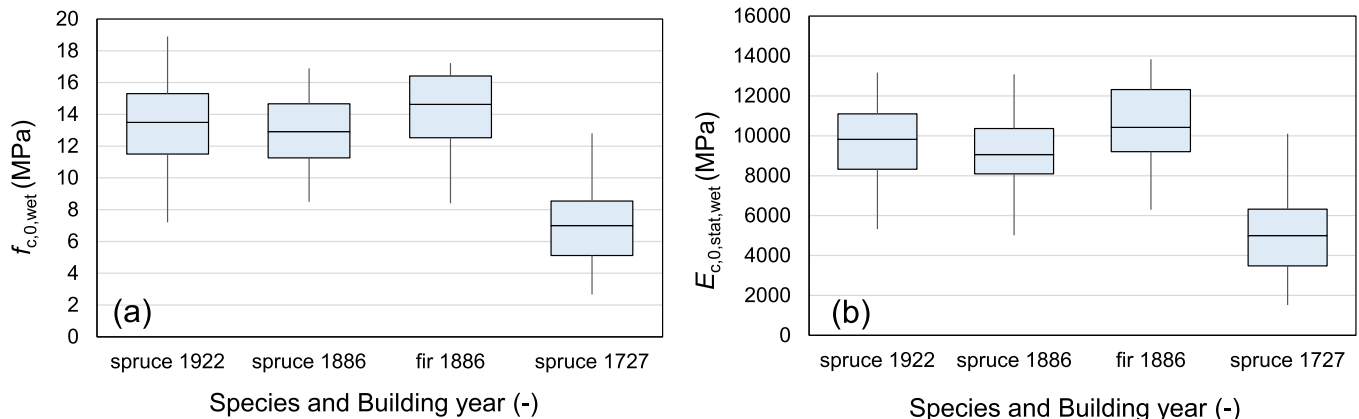 20
18
16
14
12
10
8
6
4
2
0
f_c,0,wet (MPa)
(a)
spruce 1922 spruce 1886 fir 1886 spruce 1727
Species and Building year (-)
16000
14000
12000
10000
8000
6000
4000
2000
0
E_c,0,stat,wet (MPa)
(b)
spruce 1922 spruce 1886 fir 1886 spruce 1727
Species and Building year (-)